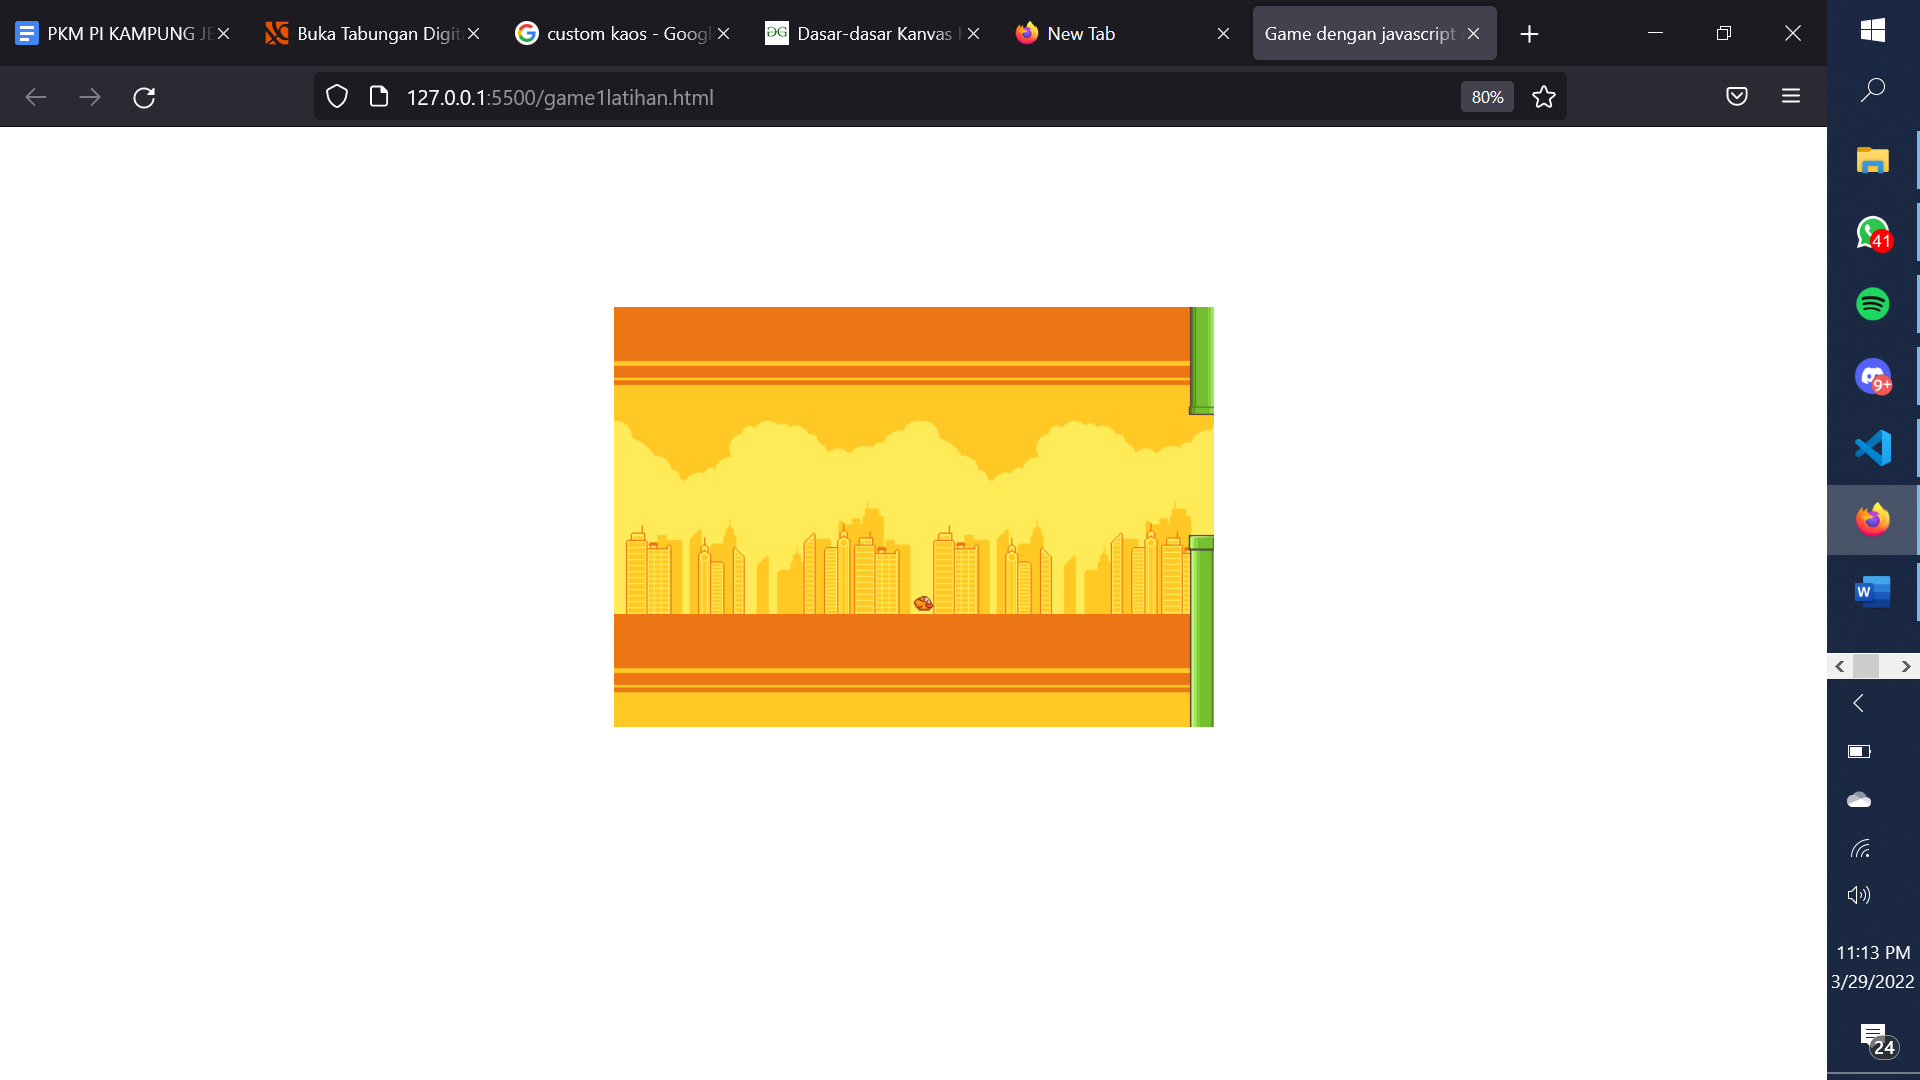 PKM PI KAMPUNG JE
Buka Tabungan Digit
custom kaos - Googl
Dasar-dasar Kanvas
New Tab
Game dengan javascript
127.0.0.1:5500/game1latihan.html
80%
41
9+
W
11:13 PM
3/29/2022
24